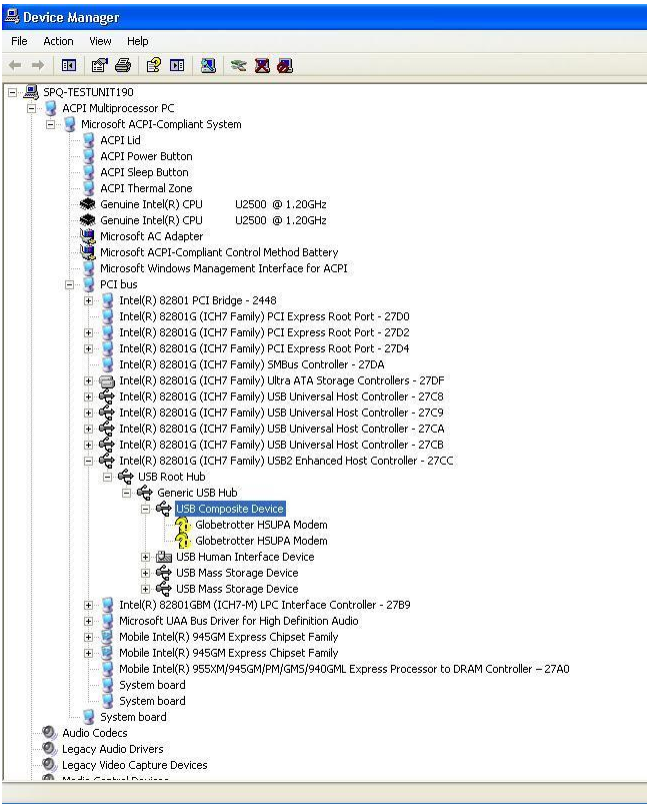 Device Manager
File Action View Help
SPQ-TESTUNIT190
ACPI Multiprocessor PC
Microsoft ACPI-Compliant System
ACPI Lid
ACPI Power Button
ACPI Sleep Button
ACPI Thermal Zone
Genuine Intel(R) CPU U2500 @ 1.20GHz
Genuine Intel(R) CPU U2500 @ 1.20GHz
Microsoft AC Adapter
Microsoft ACPI-Compliant Control Method Battery
Microsoft Windows Management Interface for ACPI
PCI bus
Intel(R) 82801 PCI Bridge - 2448
Intel(R) 82801G (ICH7 Family) PCI Express Root Port - 27D0
Intel(R) 82801G (ICH7 Family) PCI Express Root Port - 27D2
Intel(R) 82801G (ICH7 Family) PCI Express Root Port - 27D4
Intel(R) 82801G (ICH7 Family) SMBus Controller - 27DA
Intel(R) 82801G (ICH7 Family) Ultra ATA Storage Controllers - 27DF
Intel(R) 82801G (ICH7 Family) USB Universal Host Controller - 27C8
Intel(R) 82801G (ICH7 Family) USB Universal Host Controller - 27C9
Intel(R) 82801G (ICH7 Family) USB Universal Host Controller - 27CA
Intel(R) 82801G (ICH7 Family) USB Universal Host Controller - 27CB
Intel(R) 82801G (ICH7 Family) USB2 Enhanced Host Controller - 27CC
USB Root Hub
Generic USB Hub
USB Composite Device
Globetrotter HSUPA Modem
Globetrotter HSUPA Modem
USB Human Interface Device
USB Mass Storage Device
USB Mass Storage Device
Intel(R) 82801GBM (ICH7-M) LPC Interface Controller - 27B9
Microsoft UAA Bus Driver for High Definition Audio
Mobile Intel(R) 945GM Express Chipset Family
Mobile Intel(R) 945GM Express Chipset Family
Mobile Intel(R) 955XM/945GM/PM/GMS/940GML Express Processor to DRAM Controller – 27A0
System board
System board
System board
Audio Codecs
Legacy Audio Drivers
Legacy Video Capture Devices
Media Control Devices